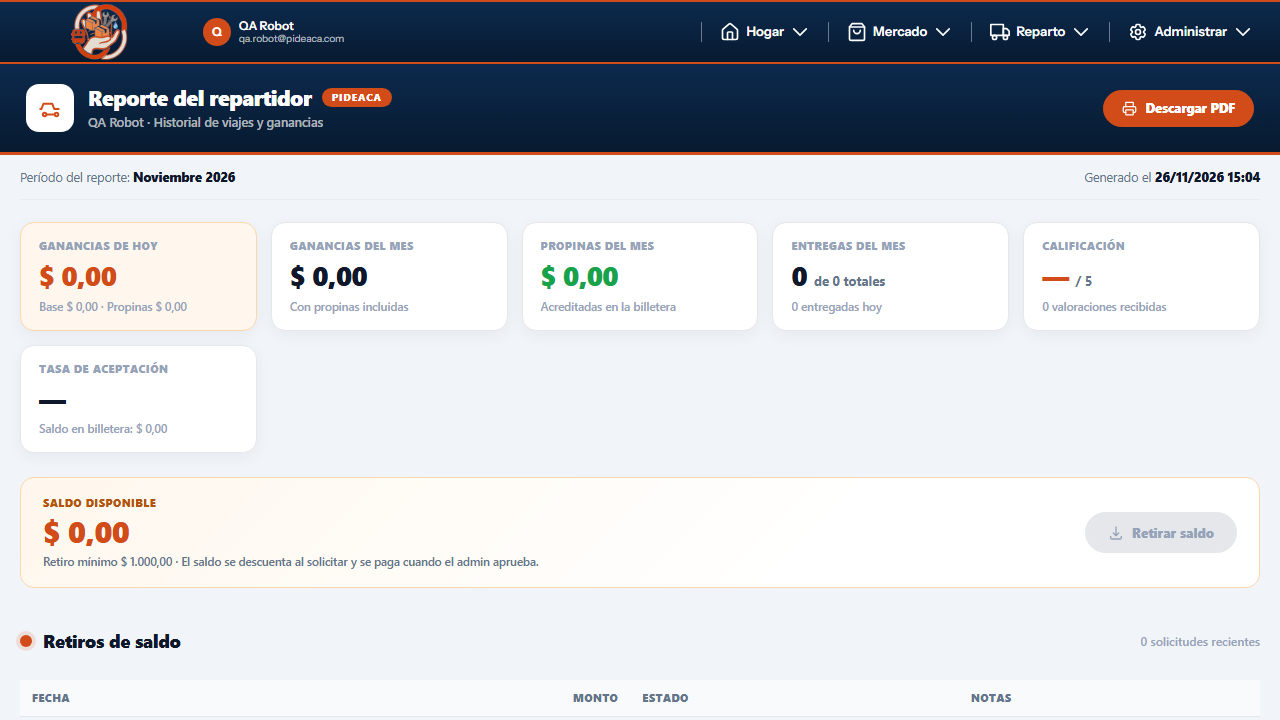 Q
QA Robot
qa.robot@pideaca.com
Hogar
Mercado
Reparto
Administrar
Reporte del repartidor
PIDEACA
QA Robot · Historial de viajes y ganancias
Descargar PDF
Período del reporte: Noviembre 2026
Generado el 26/11/2026 15:04
GANANCIAS DE HOY
$ 0,00
Base $ 0,00 · Propinas $ 0,00
GANANCIAS DEL MES
$ 0,00
Con propinas incluidas
PROPINAS DEL MES
$ 0,00
Acreditadas en la billetera
ENTREGAS DEL MES
0 de 0 totales
0 entregadas hoy
CALIFICACIÓN
— / 5
0 valoraciones recibidas
TASA DE ACEPTACIÓN
—
Saldo en billetera: $ 0,00
SALDO DISPONIBLE
$ 0,00
Retiro mínimo $ 1.000,00 · El saldo se descuenta al solicitar y se paga cuando el admin aprueba.
Retirar saldo
Retiros de saldo
0 solicitudes recientes
FECHA MONTO ESTADO NOTAS